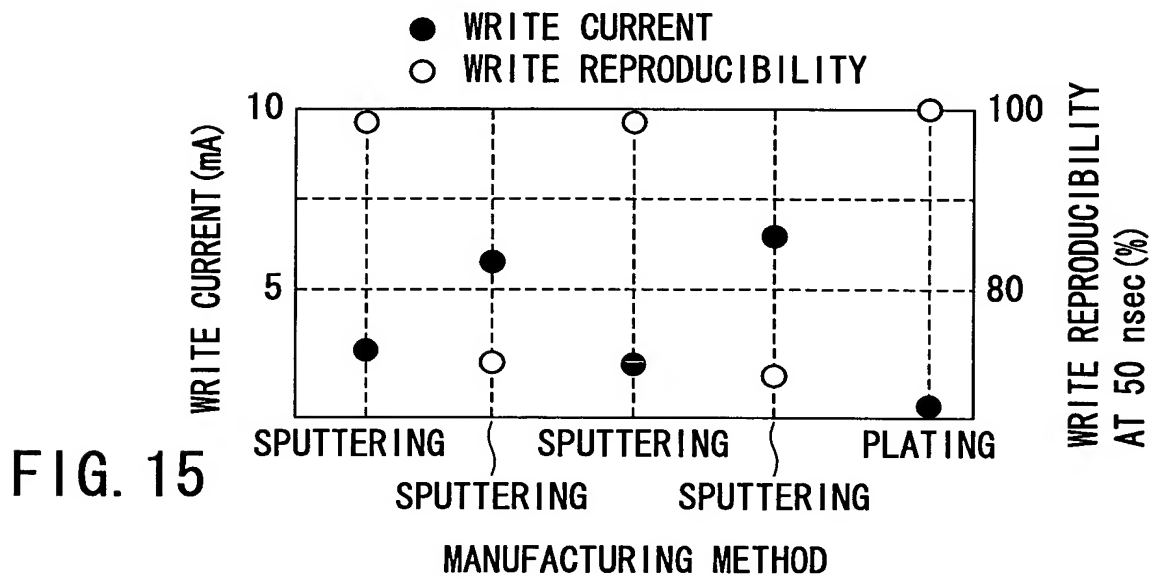 ● WRITE CURRENT
○ WRITE REPRODUCIBILITY
10
5
WRITE CURRENT (mA)
100
80
WRITE REPRODUCIBILITY
AT 50 nsec (%)
SPUTTERING SPUTTERING PLATING
SPUTTERING SPUTTERING
MANUFACTURING METHOD
FIG. 15